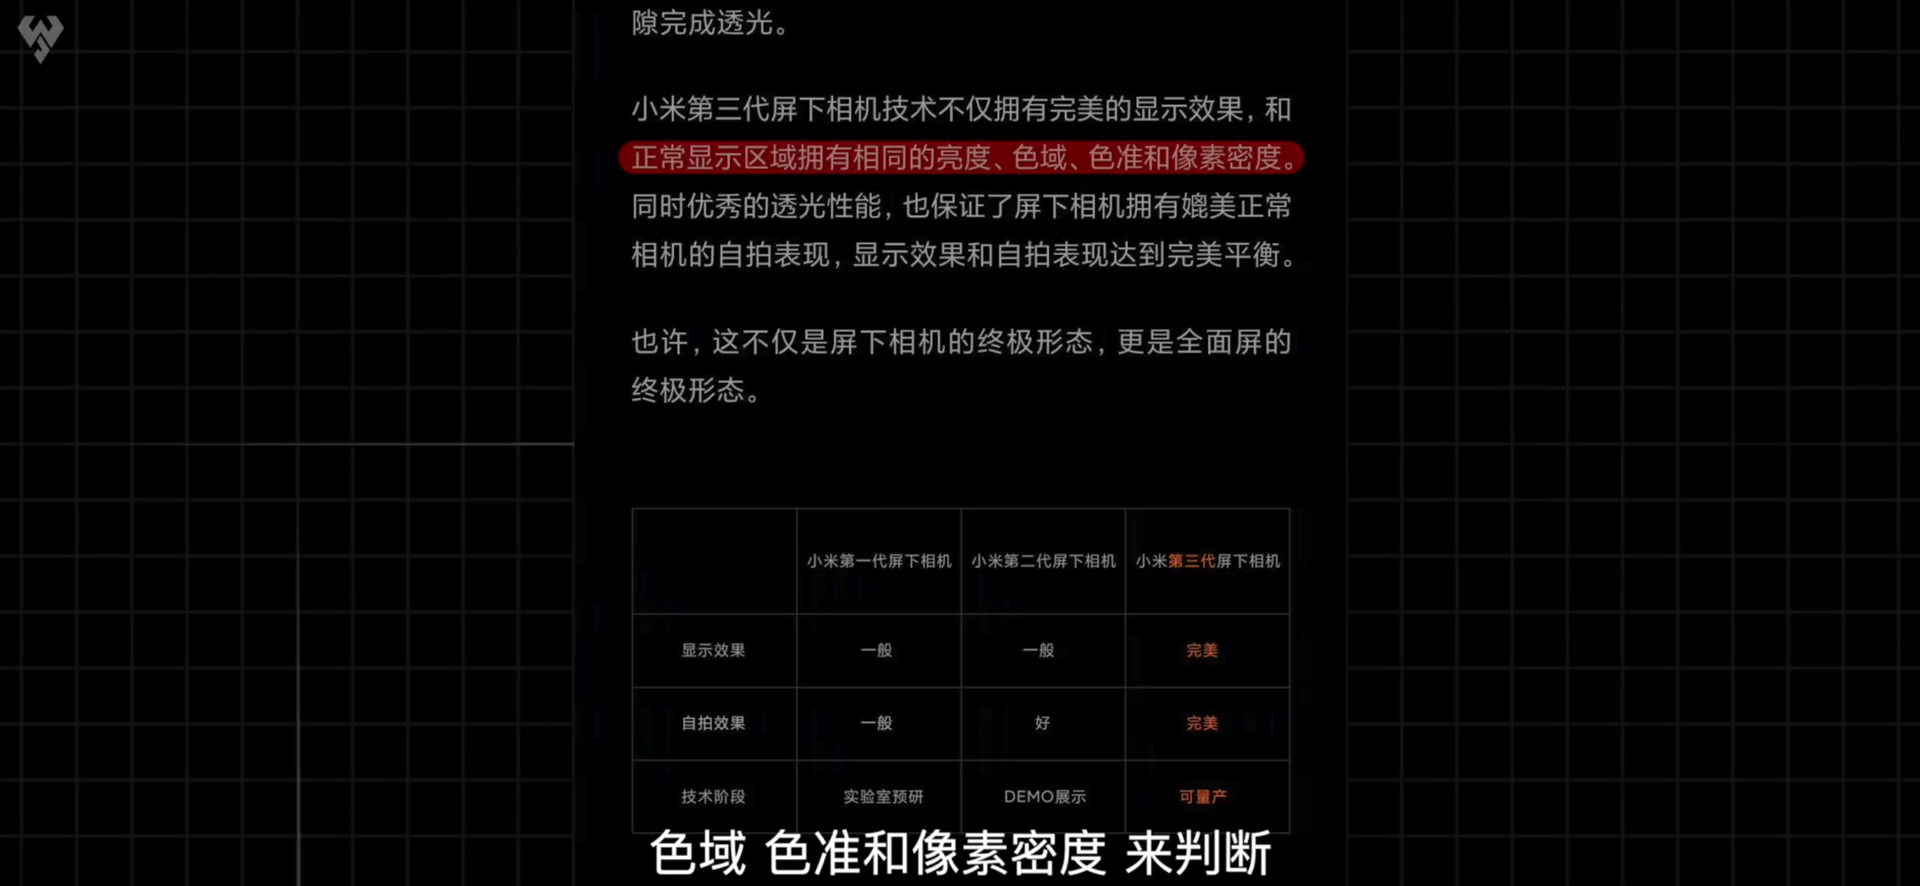 隙完成透光。
小米第三代屏下相机技术不仅拥有完美的显示效果，和
正常显示区域拥有相同的亮度、色域、色准和像素密度。
同时优秀的透光性能，也保证了屏下相机拥有媲美正常
相机的自拍表现，显示效果和自拍表现达到完美平衡。
也许，这不仅是屏下相机的终极形态，更是全面屏的
终极形态。
小米第一代屏下相机 小米第二代屏下相机 小米第三代屏下相机
显示效果 一般 一般 完美
自拍效果 一般 好 完美
技术阶段 实验室预研 DEMO展示 可量产
色域 色准和像素密度 来判断